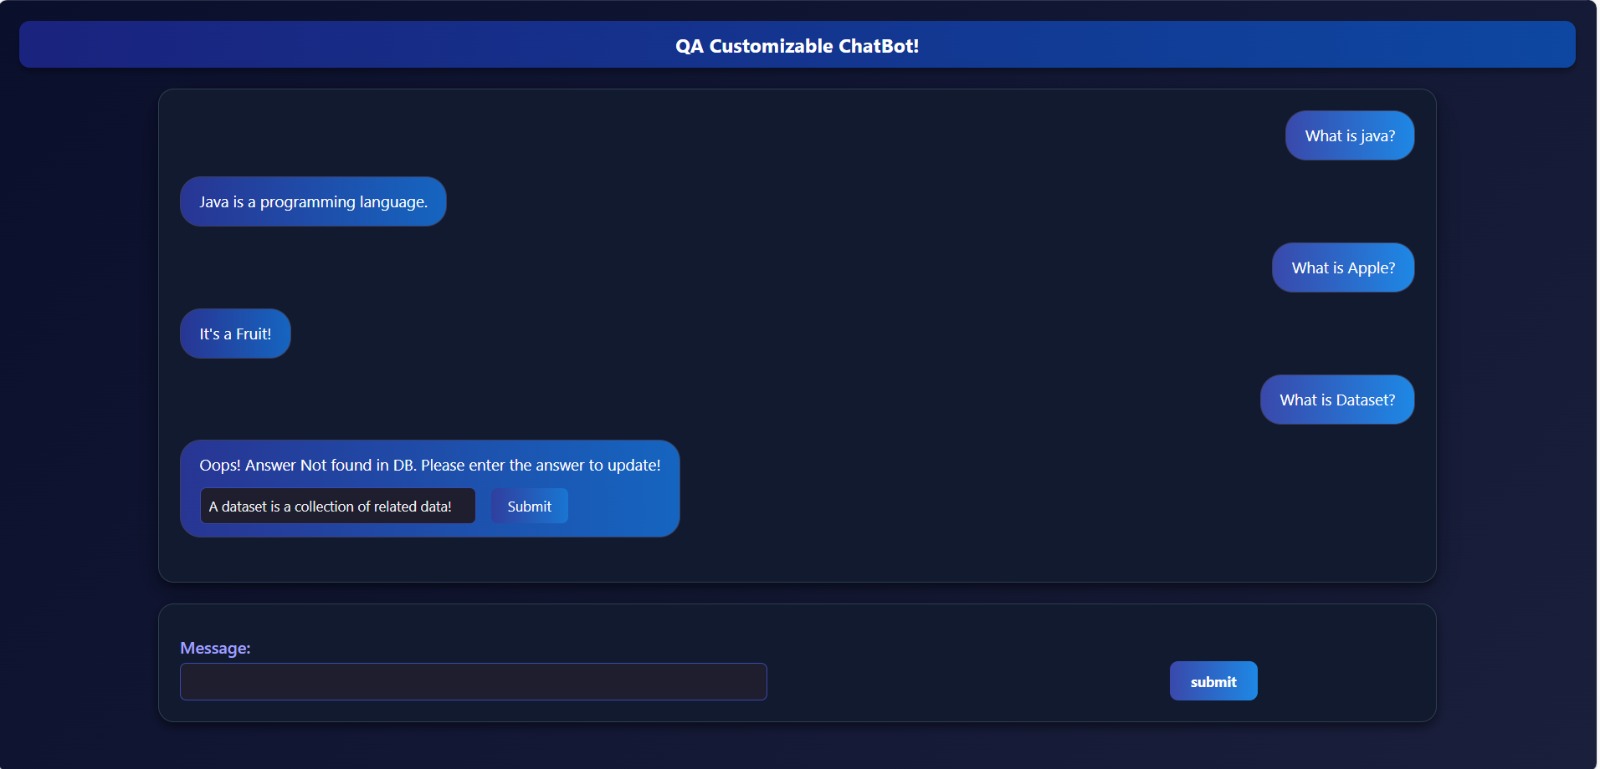 QA Customizable ChatBot!
What is java?
Java is a programming language.
What is Apple?
It's a Fruit!
What is Dataset?
Oops! Answer Not found in DB. Please enter the answer to update!
A dataset is a collection of related data!
Submit
Message:
submit